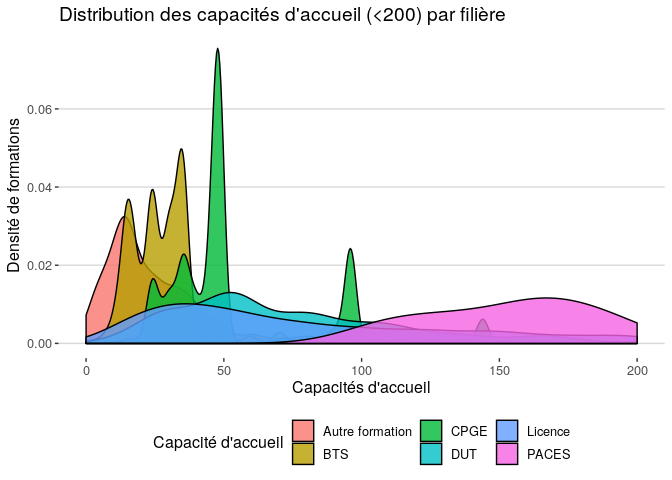 Distribution des capacités d'accueil (<200) par filière
Densité de formations
0.06
0.04
0.02
0.00
0 50 100 150 200
Capacités d'accueil
Capacité d'accueil
Autre formation CPGE Licence
BTS DUT PACES